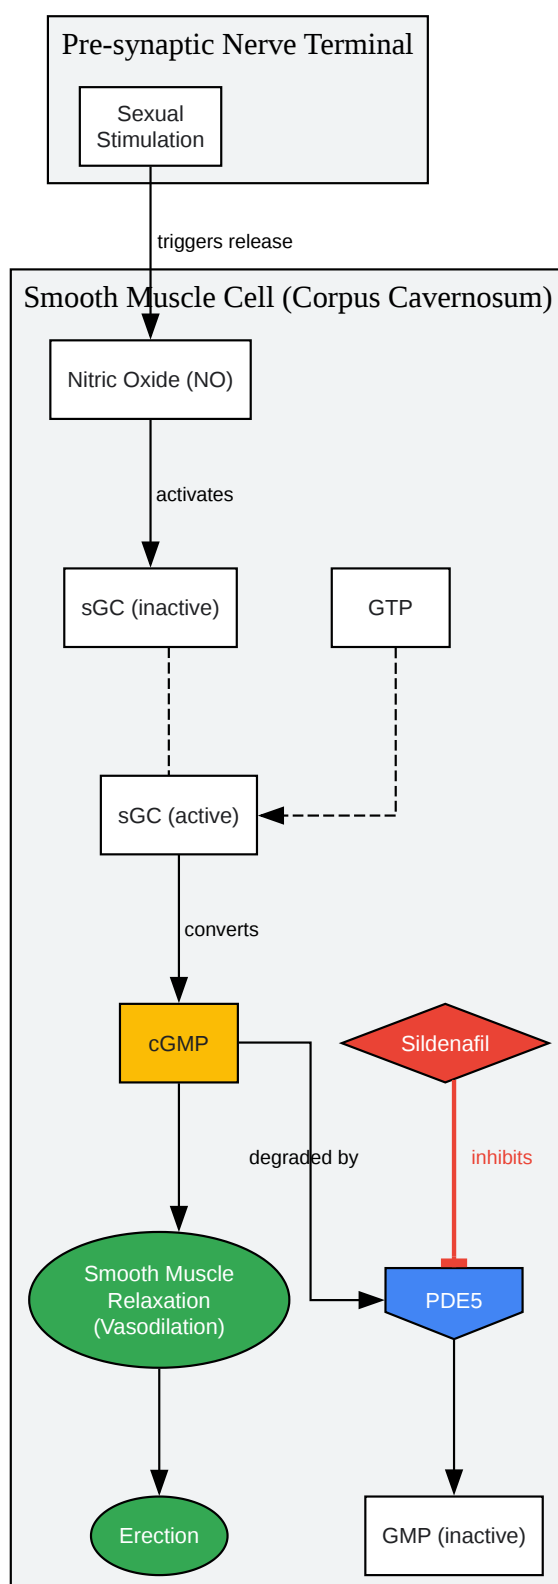 Pre-synaptic Nerve Terminal
Sexual
Stimulation
triggers release
Smooth Muscle Cell (Corpus Cavernosum)
Nitric Oxide (NO)
activates
sGC (inactive)
GTP
sGC (active)
converts
cGMP
Sildenafil
degraded by
inhibits
Smooth Muscle
Relaxation
(Vasodilation)
PDE5
Erection
GMP (inactive)